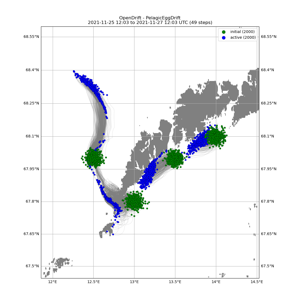 OpenDrift - PelagicEggDrift
2021-11-25 12:03 to 2021-11-27 12:03 UTC (49 steps)
initial (2000)
active (2000)
68.55°N
68.4°N
68.25°N
68.1°N
67.95°N
67.8°N
67.65°N
67.5°N
68.55°N
68.4°N
68.25°N
68.1°N
67.95°N
67.8°N
67.65°N
67.5°N
12°E 12.5°E 13°E 13.5°E 14°E 14.5°E